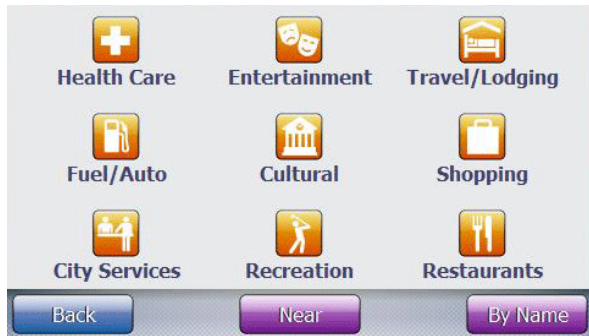 Health Care
Entertainment
Travel/Lodging
Fuel/Auto
Cultural
Shopping
City Services
Recreation
Restaurants
Back
Near
By Name